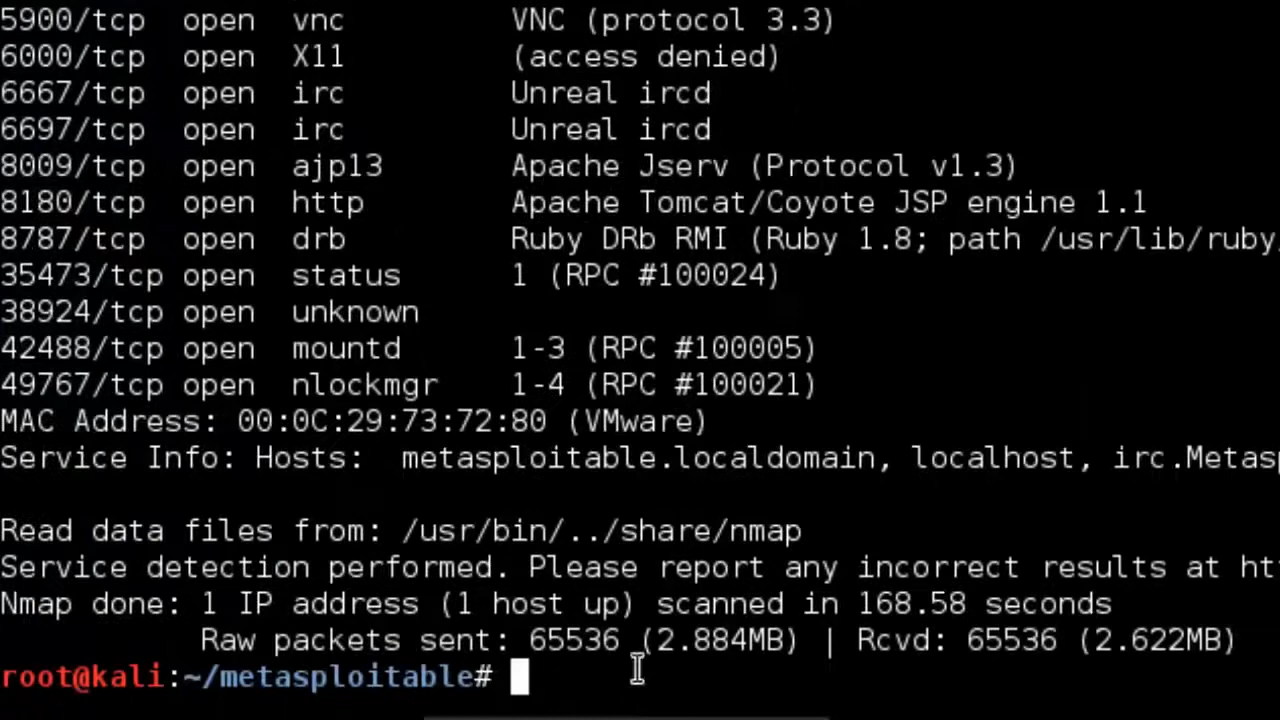 5900/tcp open vnc VNC (protocol 3.3)
6000/tcp open X11 (access denied)
6667/tcp open irc Unreal ircd
6697/tcp open irc Unreal ircd
8009/tcp open ajp13 Apache Jserv (Protocol v1.3)
8180/tcp open http Apache Tomcat/Coyote JSP engine 1.1
8787/tcp open drb Ruby DRb RMI (Ruby 1.8; path /usr/lib/ruby
35473/tcp open status 1 (RPC #100024)
38924/tcp open unknown
42488/tcp open mountd 1-3 (RPC #100005)
49767/tcp open nlockmgr 1-4 (RPC #100021)
MAC Address: 00:0C:29:73:72:80 (VMware)
Service Info: Hosts: metasploitable.localdomain, localhost, irc.Metasp
Read data files from: /usr/bin/../share/nmap
Service detection performed. Please report any incorrect results at ht
Nmap done: 1 IP address (1 host up) scanned in 168.58 seconds
Raw packets sent: 65536 (2.884MB) | Rcvd: 65536 (2.622MB)
root@kali:~/metasploitable#